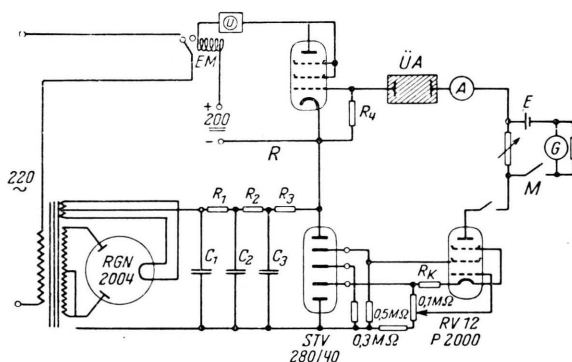 U
EM
ÜA
A
+
200
-
R
R4
E
G
M
220
~
R1
R2
R3
RGN
2004
C1
C2
C3
RK
0,1MΩ
0,5MΩ
0,3MΩ
STV
280/40
RV 12
P 2000